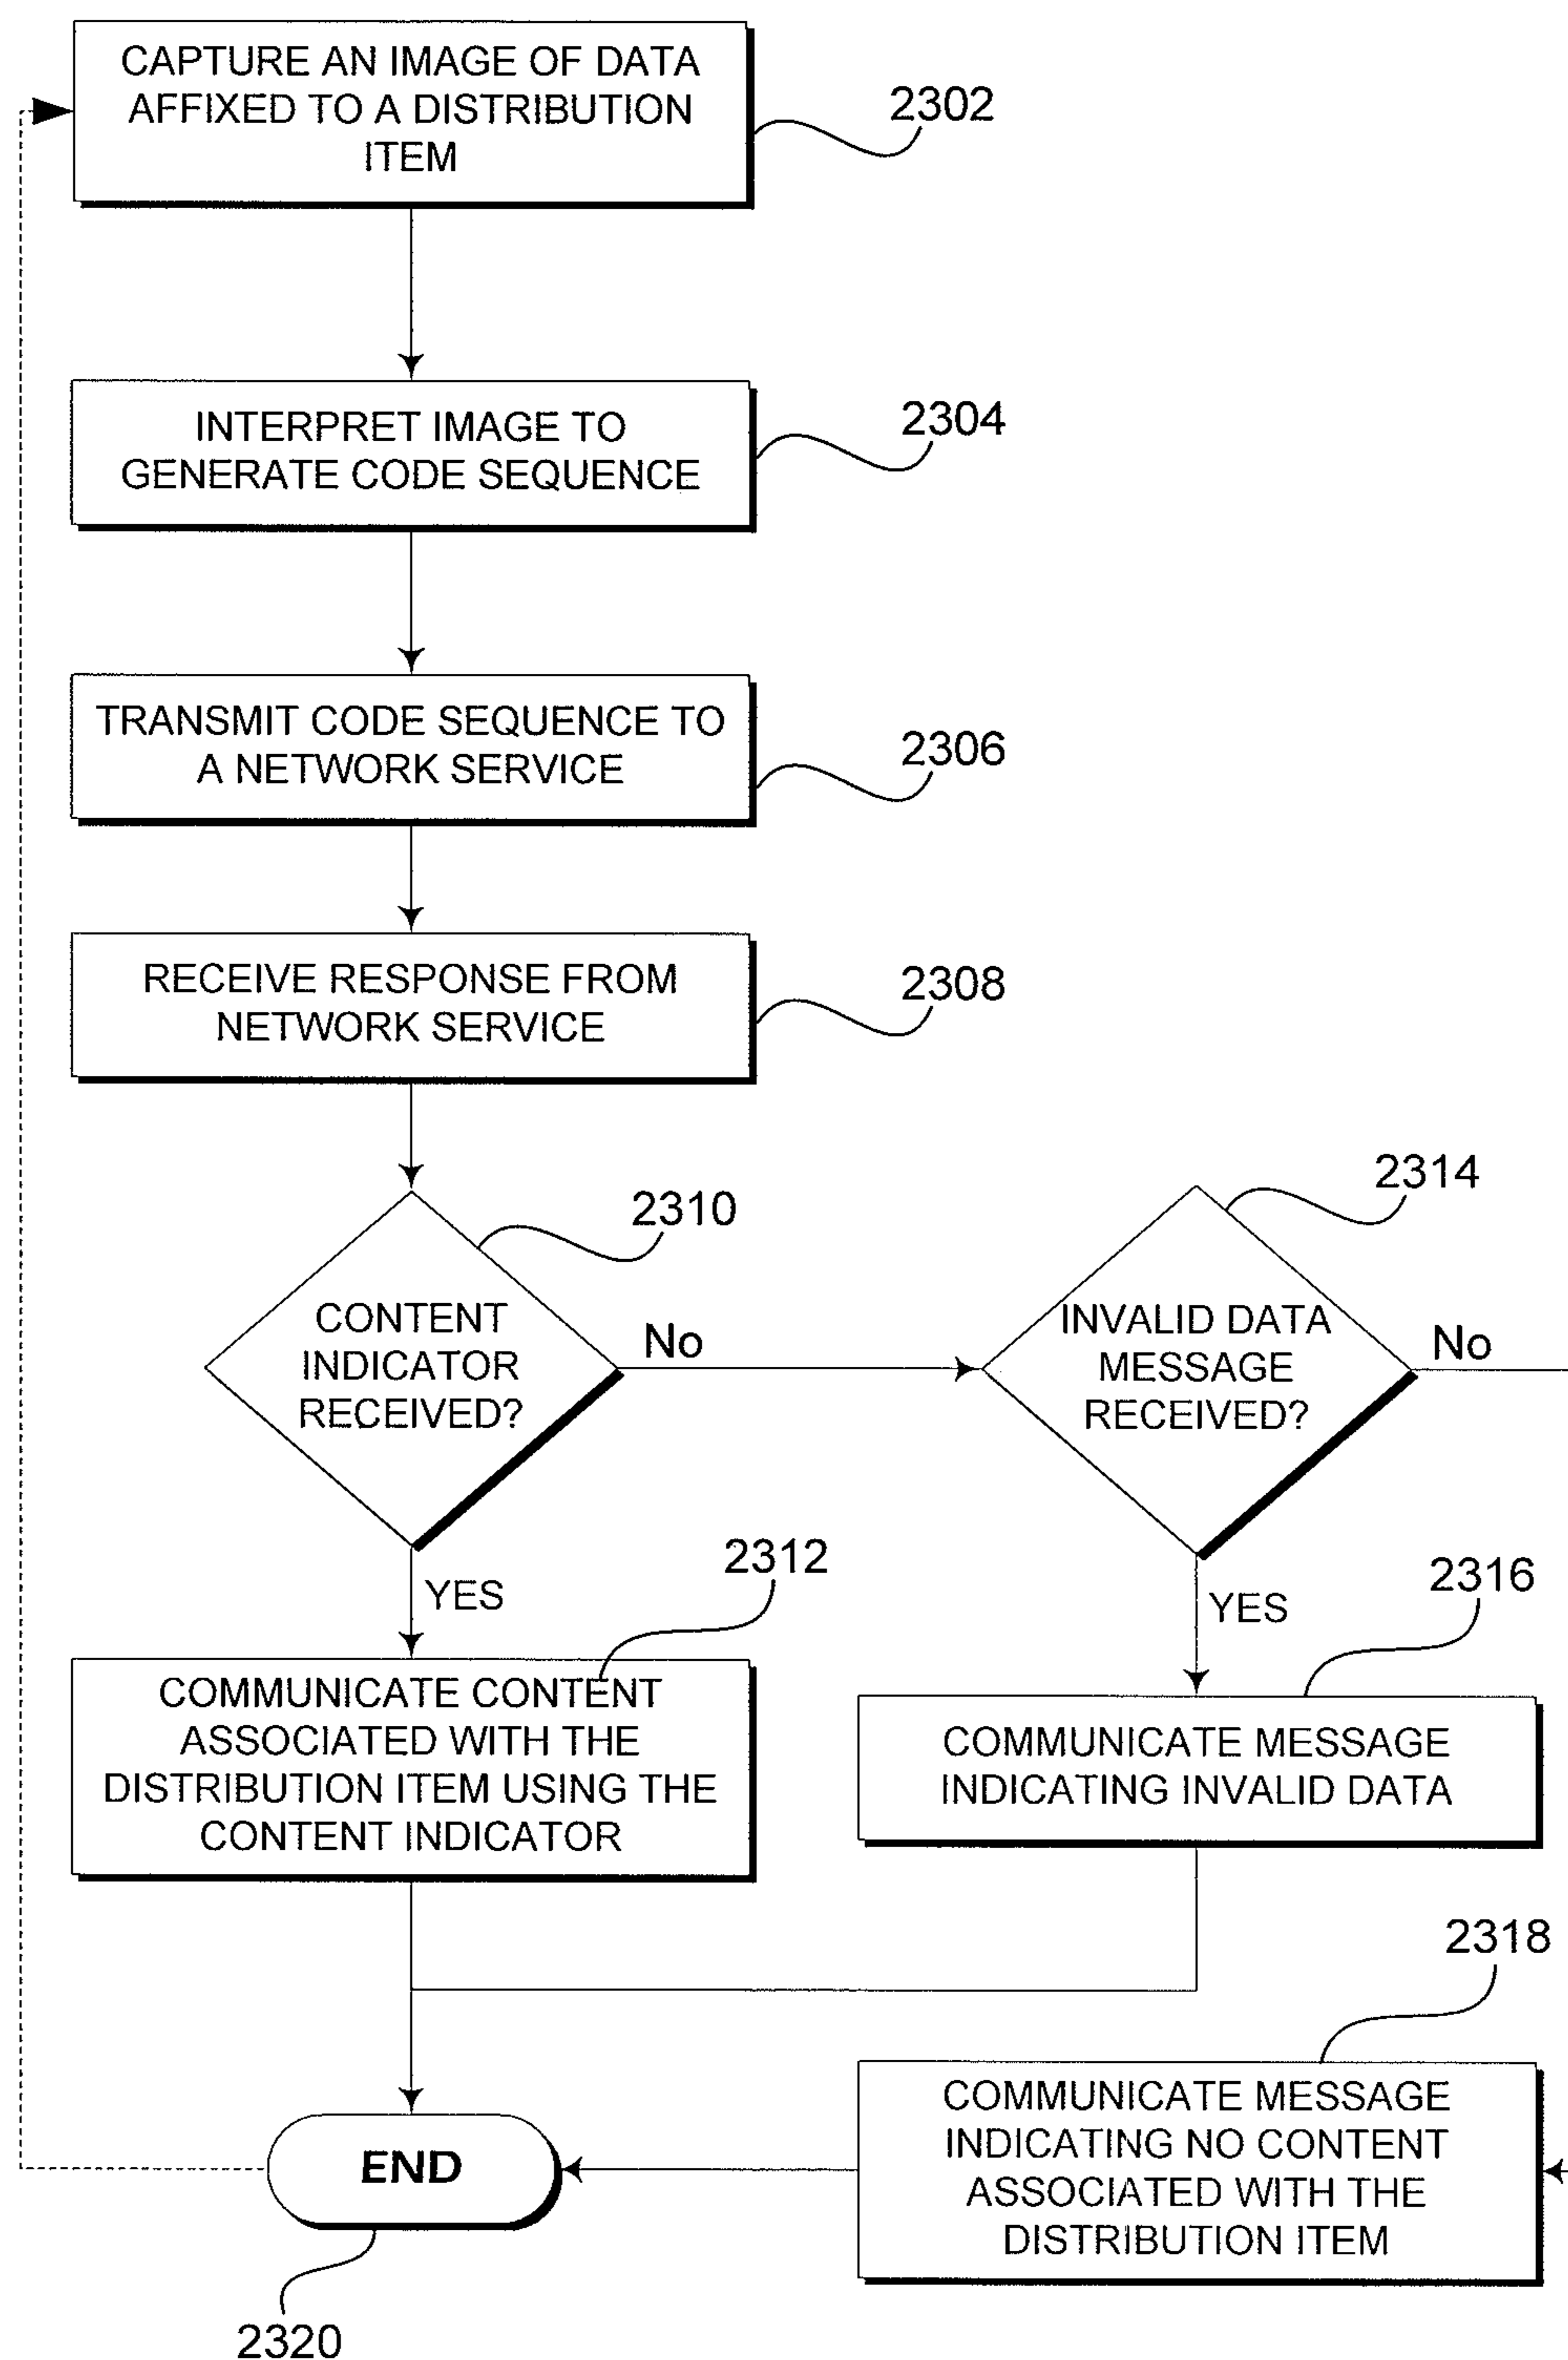 CAPTURE AN IMAGE OF DATA
AFFIXED TO A DISTRIBUTION
ITEM
2302
INTERPRET IMAGE TO
GENERATE CODE SEQUENCE
2304
TRANSMIT CODE SEQUENCE TO
A NETWORK SERVICE
2306
RECEIVE RESPONSE FROM
NETWORK SERVICE
2308
CONTENT
INDICATOR
RECEIVED?
2310
No
INVALID DATA
MESSAGE
RECEIVED?
2314
No
YES
2312
COMMUNICATE CONTENT
ASSOCIATED WITH THE
DISTRIBUTION ITEM USING THE
CONTENT INDICATOR
YES
2316
COMMUNICATE MESSAGE
INDICATING INVALID DATA
2318
COMMUNICATE MESSAGE
INDICATING NO CONTENT
ASSOCIATED WITH THE
DISTRIBUTION ITEM
END
2320